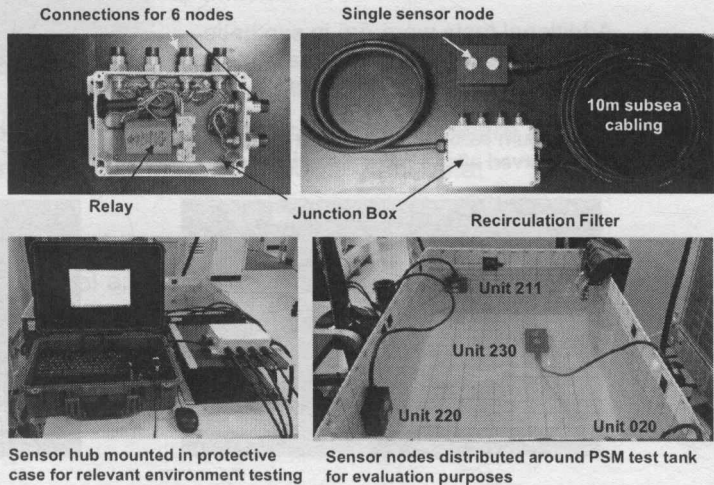 Connections for 6 nodes
Single sensor node
10m subsea
cabling
Relay
Junction Box
Recirculation Filter
Unit 211
Unit 230
Unit 220
Unit 020
Sensor hub mounted in protective
case for relevant environment testing
Sensor nodes distributed around PSM test tank
for evaluation purposes